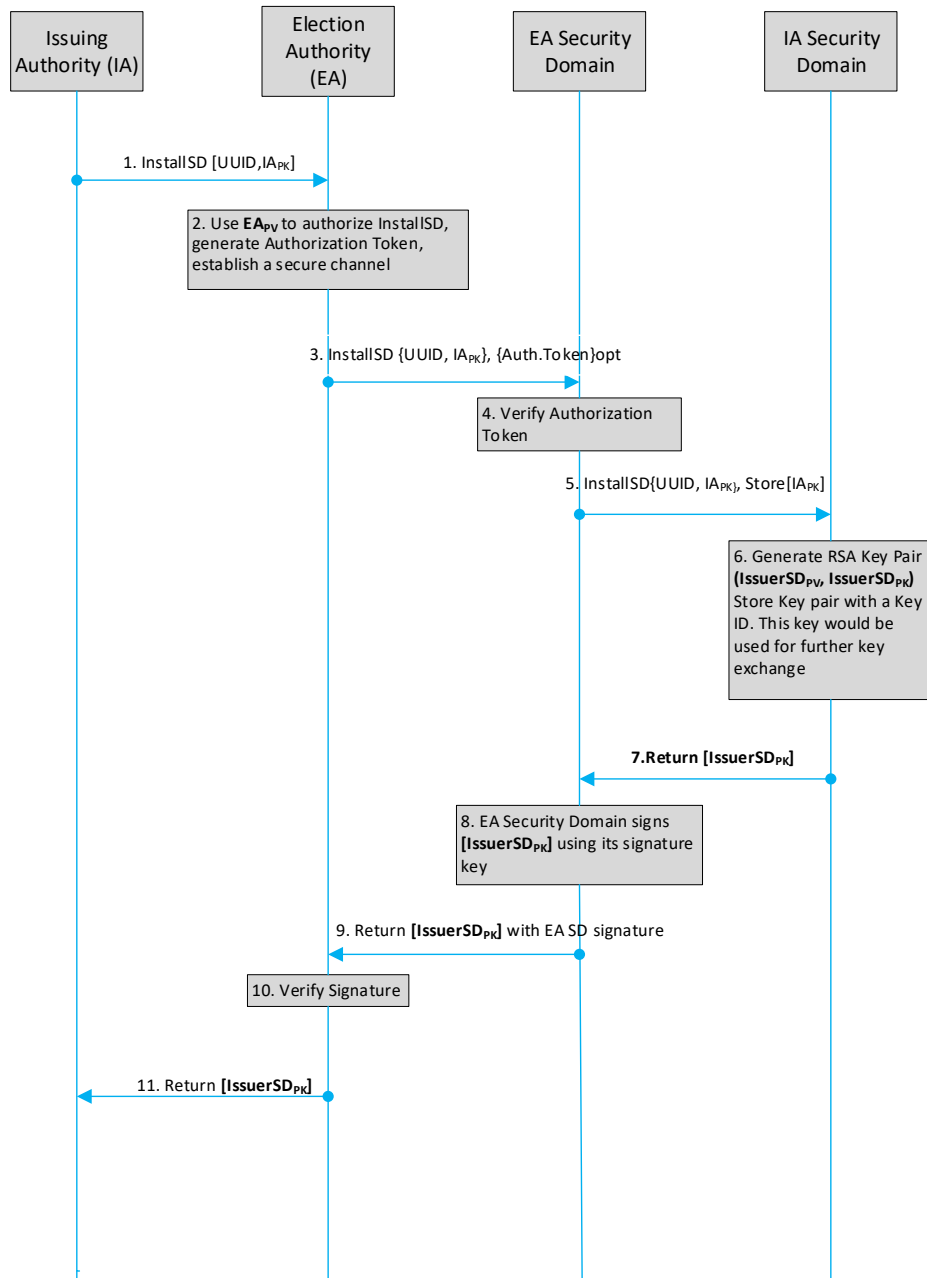 Issuing
Authority (IA)
Election
Authority
(EA)
EA Security
Domain
IA Security
Domain
1. InstallSD [UUID,IAPK]
2. Use EAPV to authorize InstallSD,
generate Authorization Token,
establish a secure channel
3. InstallSD {UUID, IAPK}, {Auth.Token}opt
4. Verify Authorization
Token
5. InstallSD{UUID, IAPK}, Store[IAPK]
6. Generate RSA Key Pair
(IssuerSDPV, IssuerSDPK)
Store Key pair with a Key
ID. This key would be
used for further key
exchange
7.Return [IssuerSDPK]
8. EA Security Domain signs
[IssuerSDPK] using its signature
key
9. Return [IssuerSDPK] with EA SD signature
10. Verify Signature
11. Return [IssuerSDPK]